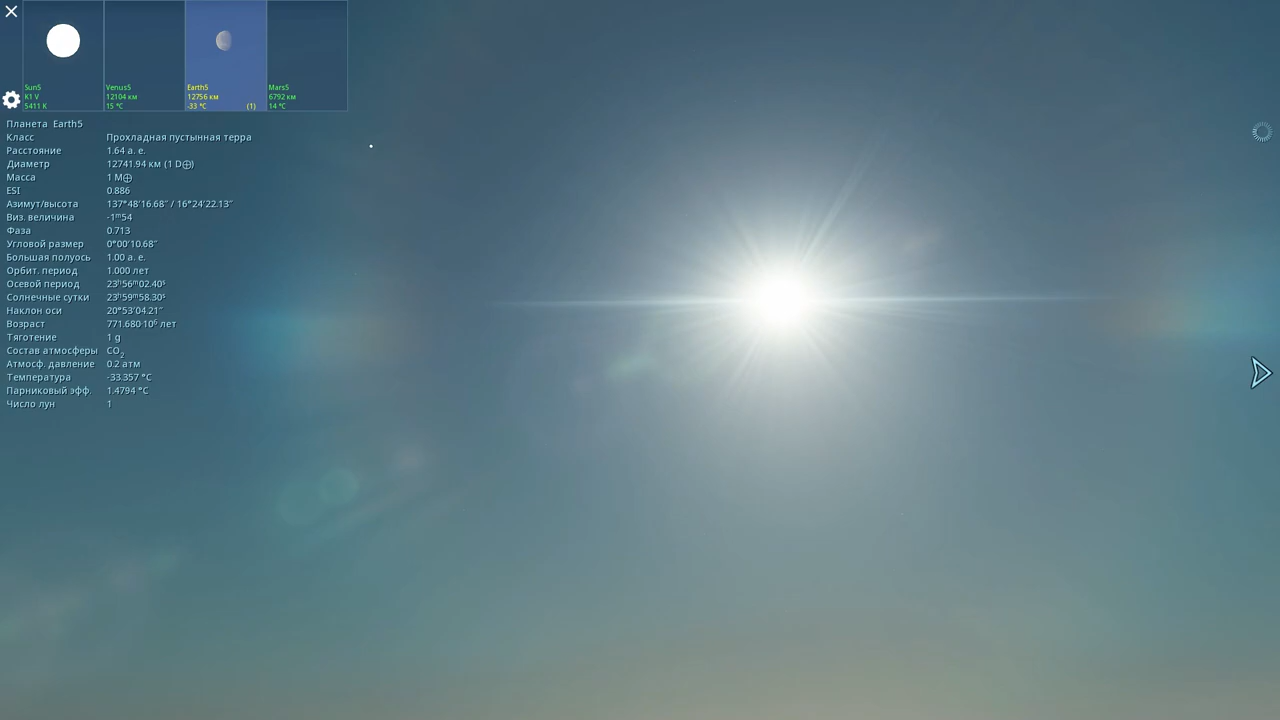 Sun5
K1 V
5411 K
Venus5
12104 км
15 °C
Earth5
12756 км
-33 °C (1)
Mars5
6792 км
14 °C
Планета Earth5
Класс Прохладная пустынная терра
Расстояние 1.64 а. е.
Диаметр 12741.94 км (1 D⊕)
Масса 1 M⊕
ESI 0.886
Азимут/высота 137°48′16.68″ / 16°24′22.13″
Виз. величина -1ᵐ54
Фаза 0.713
Угловой размер 0°00′10.68″
Большая полуось 1.00 а. е.
Орбит. период 1.000 лет
Осевой период 23ʰ56ᵐ02.40ˢ
Солнечные сутки 23ʰ59ᵐ58.30ˢ
Наклон оси 20°53′04.21″
Возраст 771.680·10⁶ лет
Тяготение 1 g
Состав атмосферы CO₂
Атмосф. давление 0.2 атм
Температура -33.357 °C
Парниковый эфф. 1.4794 °C
Число лун 1